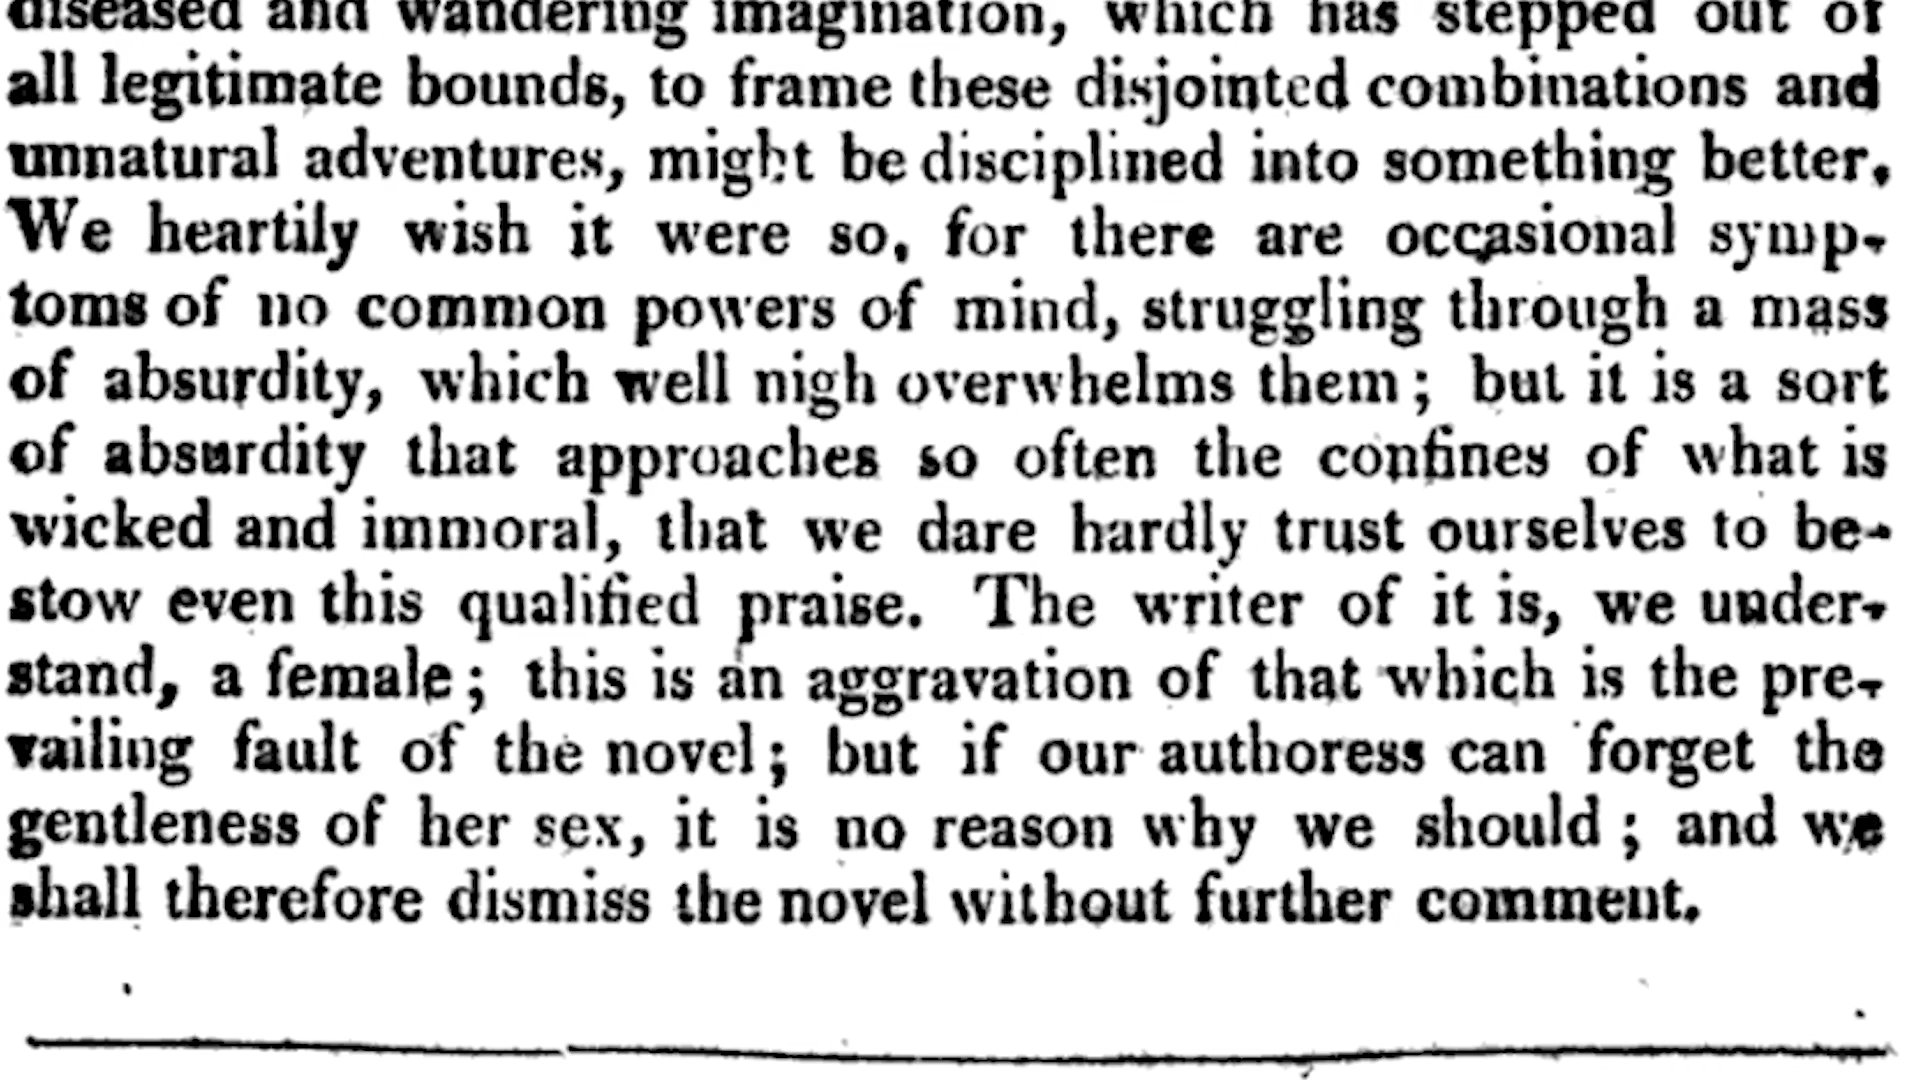 diseased and wandering imagination, which has stepped out of
all legitimate bounds, to frame these disjointed combinations and
unnatural adventures, might be disciplined into something better.
We heartily wish it were so, for there are occasional symp-
toms of no common powers of mind, struggling through a mass
of absurdity, which well nigh overwhelms them; but it is a sort
of absurdity that approaches so often the confines of what is
wicked and immoral, that we dare hardly trust ourselves to be-
stow even this qualified praise. The writer of it is, we under-
stand, a female; this is an aggravation of that which is the pre-
vailing fault of the novel; but if our authoress can forget the
gentleness of her sex, it is no reason why we should; and we
shall therefore dismiss the novel without further comment.